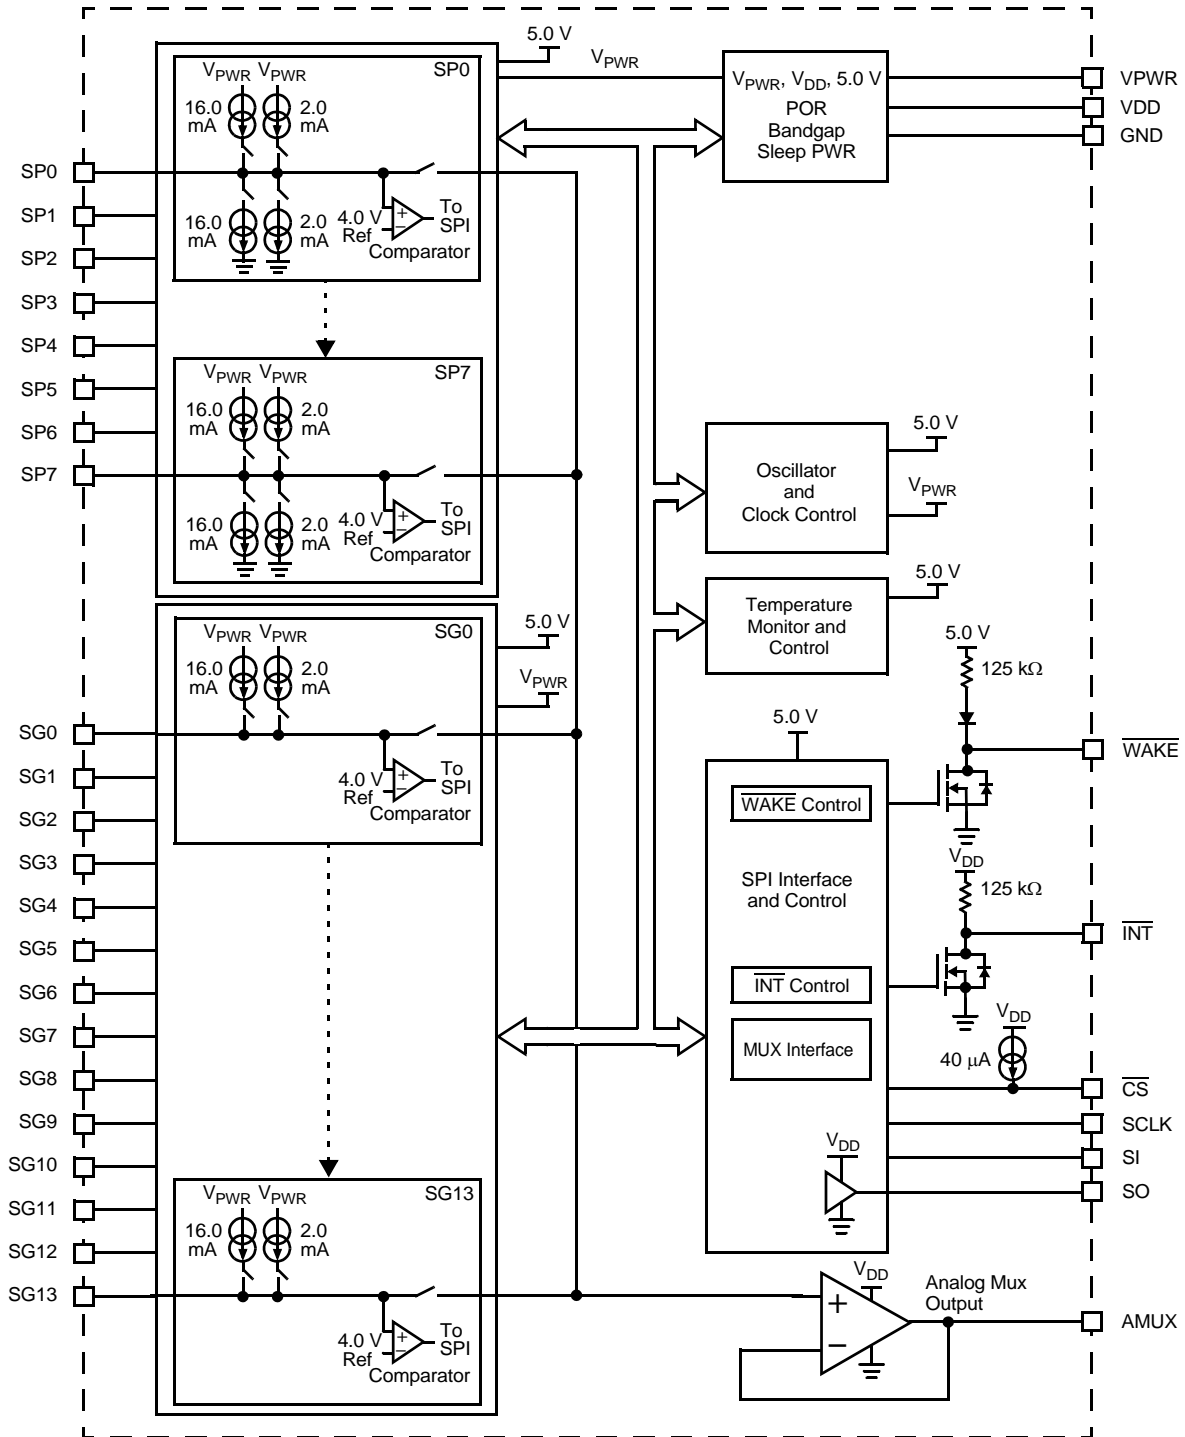 5.0 V
VPWR
VPWR VPWR
SP0
16.0 mA
2.0 mA
16.0 mA
2.0 mA
4.0 V Ref
+
−
To SPI
Comparator
VPWR, VDD, 5.0 V
POR
Bandgap
Sleep PWR
VPWR
VDD
GND
SP0
SP1
SP2
SP3
SP4
SP5
SP6
SP7
VPWR VPWR
SP7
16.0 mA
2.0 mA
16.0 mA
2.0 mA
4.0 V Ref
+
−
To SPI
Comparator
5.0 V
VPWR
Oscillator
and
Clock Control
5.0 V
Temperature
Monitor and
Control
5.0 V
VPWR
VPWR VPWR
SG0
16.0 mA
2.0 mA
4.0 V Ref
+
−
To SPI
Comparator
SG0
SG1
SG2
SG3
SG4
SG5
SG6
SG7
SG8
SG9
SG10
SG11
SG12
SG13
5.0 V
WAKE Control
SPI Interface
and Control
INT Control
MUX Interface
5.0 V
125 kΩ
WAKE
VDD
125 kΩ
INT
VDD
40 μA
CS
SCLK
SI
SO
VDD
VPWR VPWR
SG13
16.0 mA
2.0 mA
4.0 V Ref
+
−
To SPI
Comparator
VDD
+
−
Analog Mux
Output
AMUX